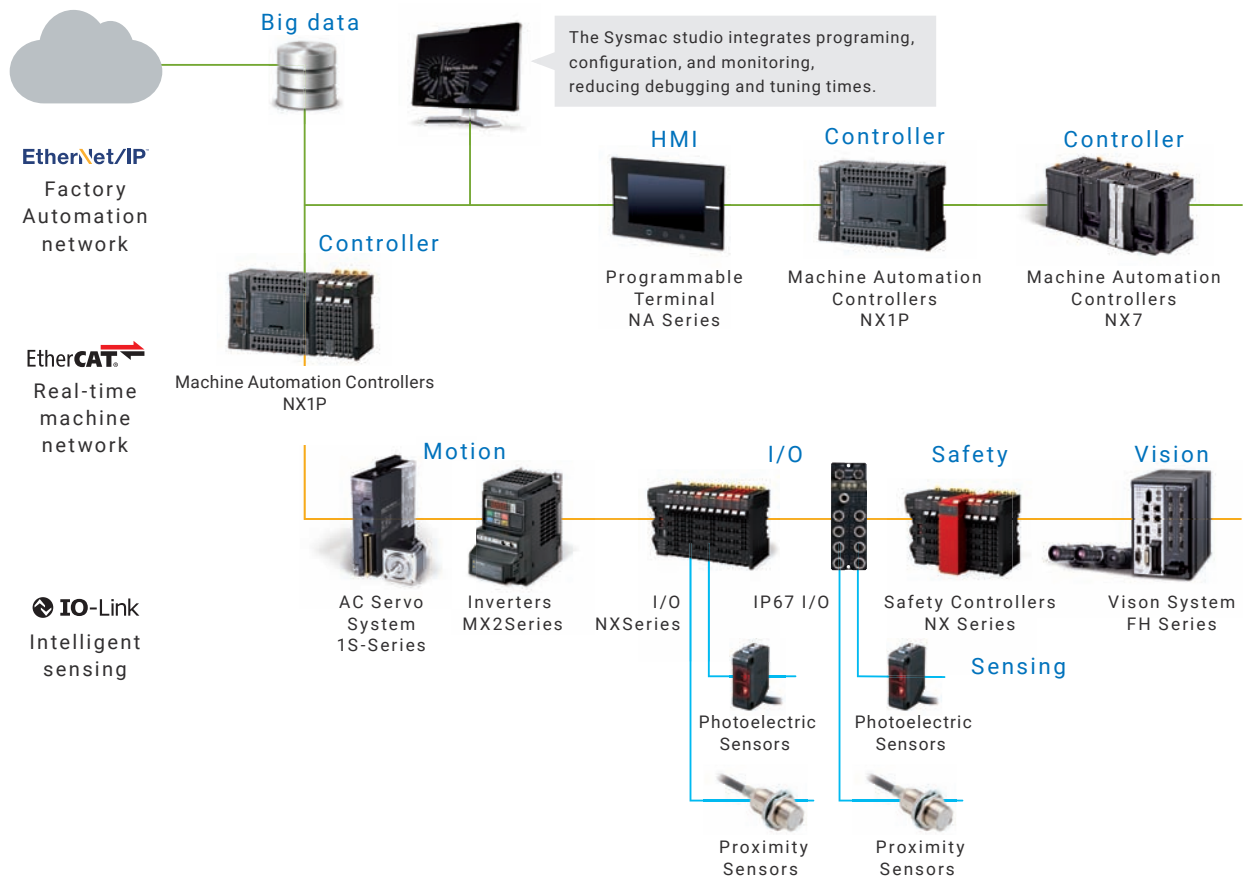 Big data
The Sysmac studio integrates programing,
configuration, and monitoring,
reducing debugging and tuning times.
EtherNet/IP
Factory
Automation
network
HMI
Controller
Controller
Programmable
Terminal
NA Series
Machine Automation
Controllers
NX1P
Machine Automation
Controllers
NX7
Controller
Machine Automation Controllers
NX1P
EtherCAT®
Real-time
machine
network
Motion
I/O
Safety
Vision
AC Servo
System
1S-Series
Inverters
MX2Series
I/O
NXSeries
IP67 I/O
Safety Controllers
NX Series
Vison System
FH Series
IO-Link
Intelligent
sensing
Sensing
Photoelectric
Sensors
Photoelectric
Sensors
Proximity
Sensors
Proximity
Sensors